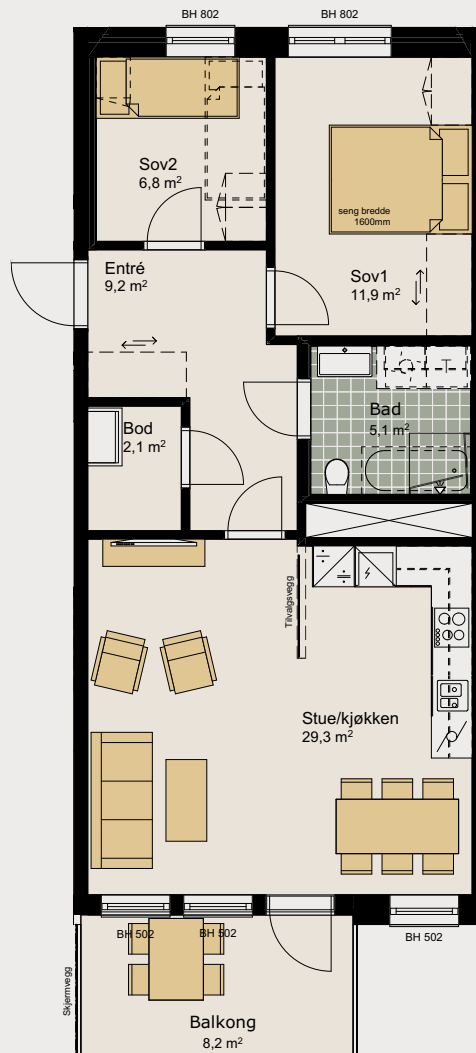 BH 802
BH 802
Sov2
6,8 m²
seng bredde
1600mm
Entré
9,2 m²
Sov1
11,9 m²
Bod
2,1 m²
Bad
5,1 m²
T
Tilvalgsvegg
Stue/kjøkken
29,3 m²
BH 502
BH 502
BH 502
Skjermvegg
Balkong
8,2 m²